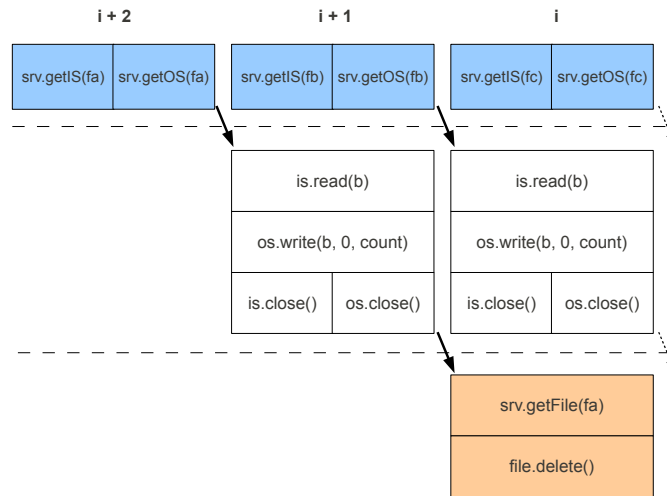 i + 2 i + 1 i
srv.getIS(fa) srv.getOS(fa) srv.getIS(fb) srv.getOS(fb) srv.getIS(fc) srv.getOS(fc)
is.read(b) is.read(b)
os.write(b, 0, count) os.write(b, 0, count)
is.close() os.close() is.close() os.close()
srv.getFile(fa)
file.delete()